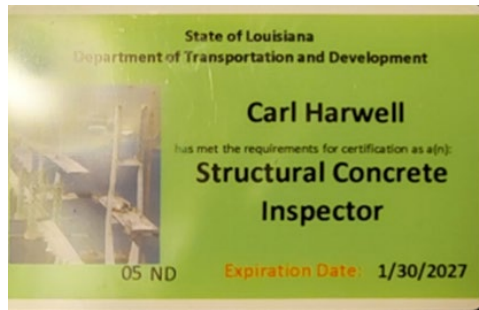 State of Louisiana
Department of Transportation and Development
Carl Harwell
has met the requirements for certification as a(n):
Structural Concrete
Inspector
05 ND
Expiration Date: 1/30/2027